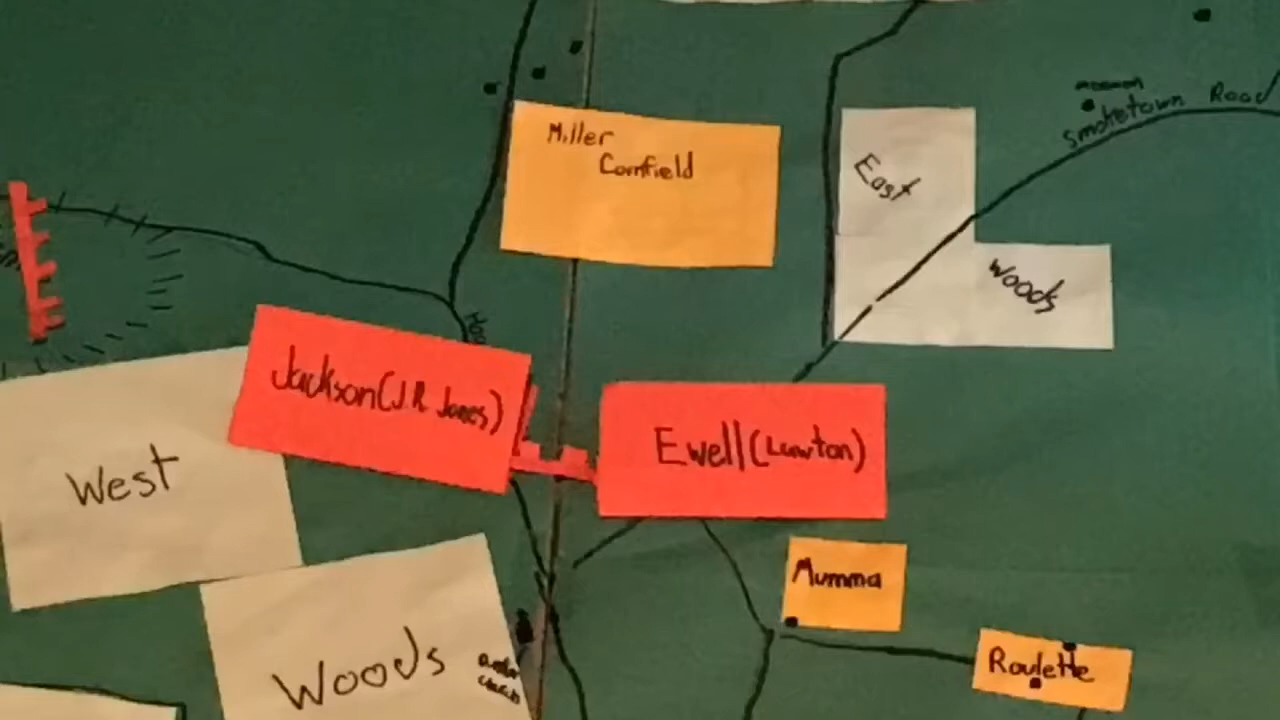 Miller
Cornfield
East
Woods
Smoketown Road
Jackson(J.R. Jones)
Ewell(Lawton)
West
Woods
Mumma
Roulette